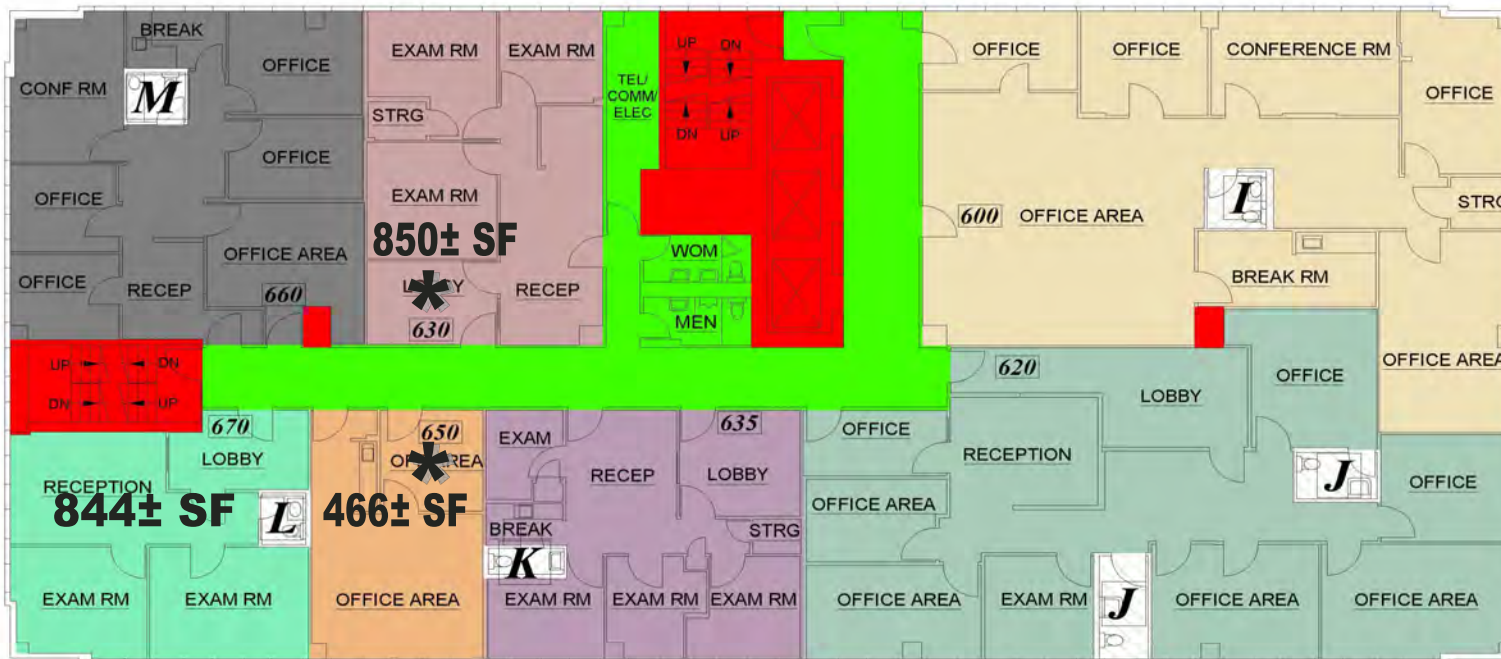 BREAK
CONF RM
M
OFFICE
OFFICE
OFFICE
OFFICE AREA
OFFICE
RECEP
660
EXAM RM
EXAM RM
STRG
EXAM RM
850± SF
*
630
RECEP
TEL/
COMM/
ELEC
UP
DN
DN
UP
WOM
MEN
OFFICE
OFFICE
CONFERENCE RM
OFFICE
600
OFFICE AREA
I
STRG
BREAK RM
OFFICE AREA
UP
DN
DN
UP
670
LOBBY
RECEPTION
844± SF
L
EXAM RM
EXAM RM
650
*
466± SF
OFFICE AREA
EXAM
RECEP
635
LOBBY
BREAK
STRG
K
EXAM RM
EXAM RM
EXAM RM
620
LOBBY
OFFICE
OFFICE
RECEPTION
OFFICE AREA
J
OFFICE
OFFICE AREA
EXAM RM
J
OFFICE AREA
OFFICE AREA